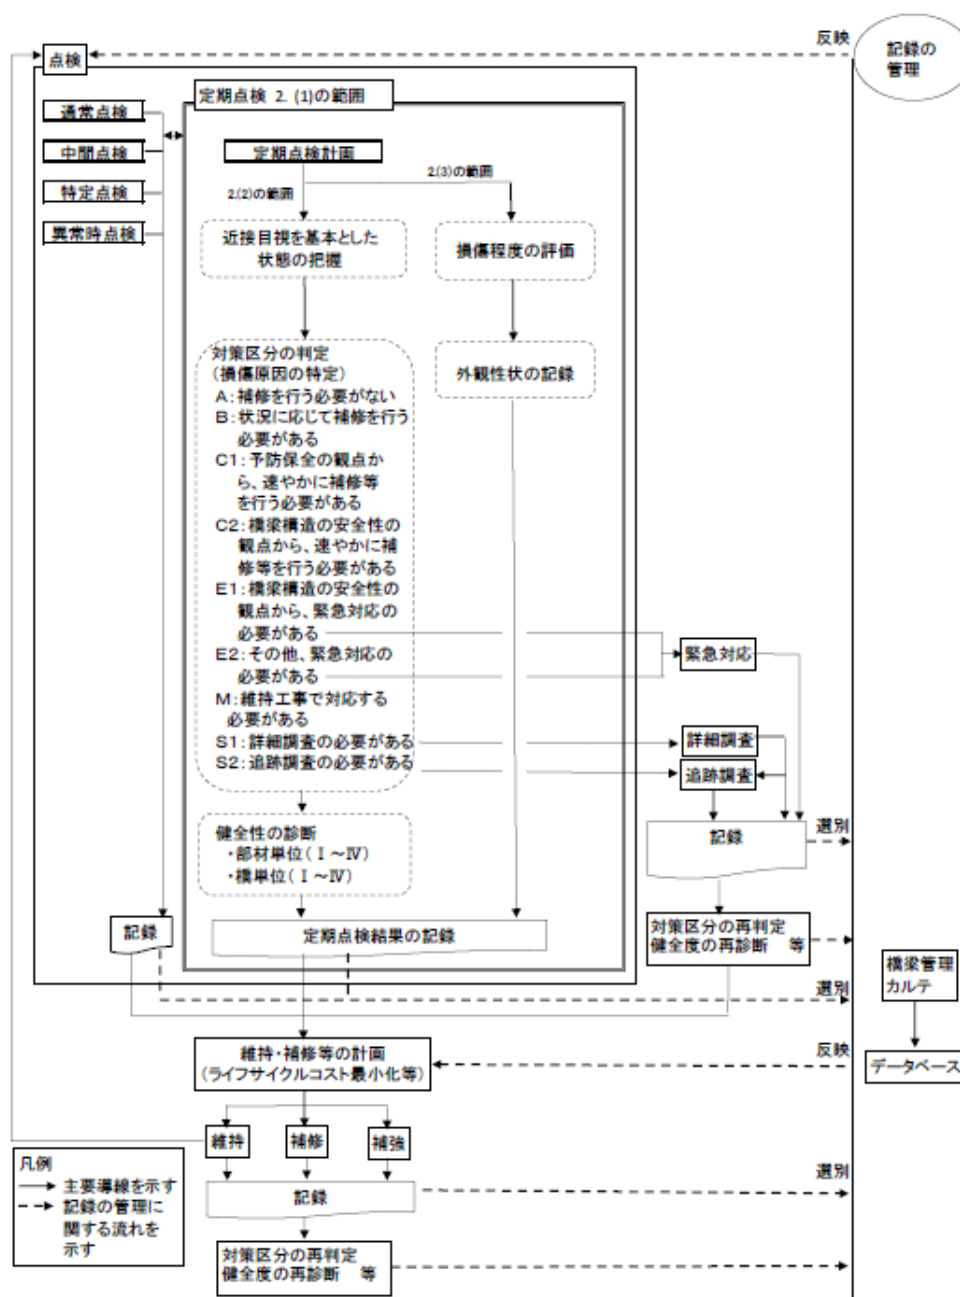 反映
記録の
管理
点検
定期点検 2. (1)の範囲
通常点検
中間点検
特定点検
異常時点検
定期点検計画
2.(2)の範囲
2.(3)の範囲
近接目視を基本とした
状態の把握
損傷程度の評価
対策区分の判定
(損傷原因の特定)
A:補修を行う必要がない
B:状況に応じて補修を行う
必要がある
C1:予防保全の観点か
ら、速やかに補修等
を行う必要がある
C2:橋梁構造の安全性の
観点から、速やかに補
修等を行う必要がある
E1:橋梁構造の安全性の
観点から、緊急対応の
必要がある
E2:その他、緊急対応の
必要がある
M:維持工事で対応する
必要がある
S1:詳細調査の必要がある
S2:追跡調査の必要がある
外観性状の記録
緊急対応
詳細調査
追跡調査
記録
選別
健全性の診断
・部材単位(Ⅰ～Ⅳ)
・橋単位(Ⅰ～Ⅳ)
記録
定期点検結果の記録
対策区分の再判定
健全度の再診断 等
選別
橋梁管理
カルテ
データベース
維持・補修等の計画
(ライフサイクルコスト最小化等)
反映
維持
補修
補強
記録
選別
対策区分の再判定
健全度の再診断 等
凡例
主要導線を示す
記録の管理に
関する流れを
示す